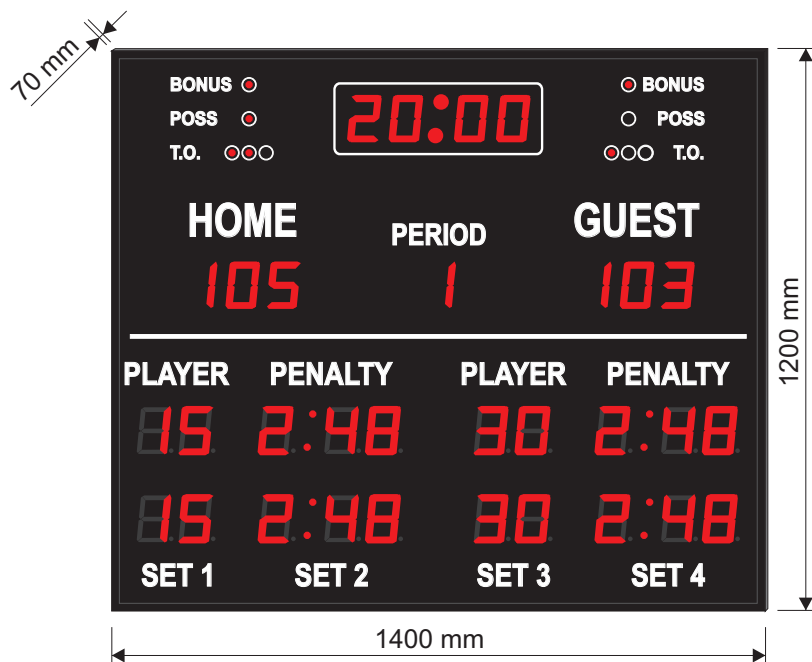 70 mm
BONUS 20:00 BONUS
POSS POSS
T.O. T.O.
HOME PERIOD GUEST
105 1 103
PLAYER PENALTY PLAYER PENALTY
15 2:48 30 2:48
15 2:48 30 2:48
SET 1 SET 2 SET 3 SET 4
1200 mm
1400 mm